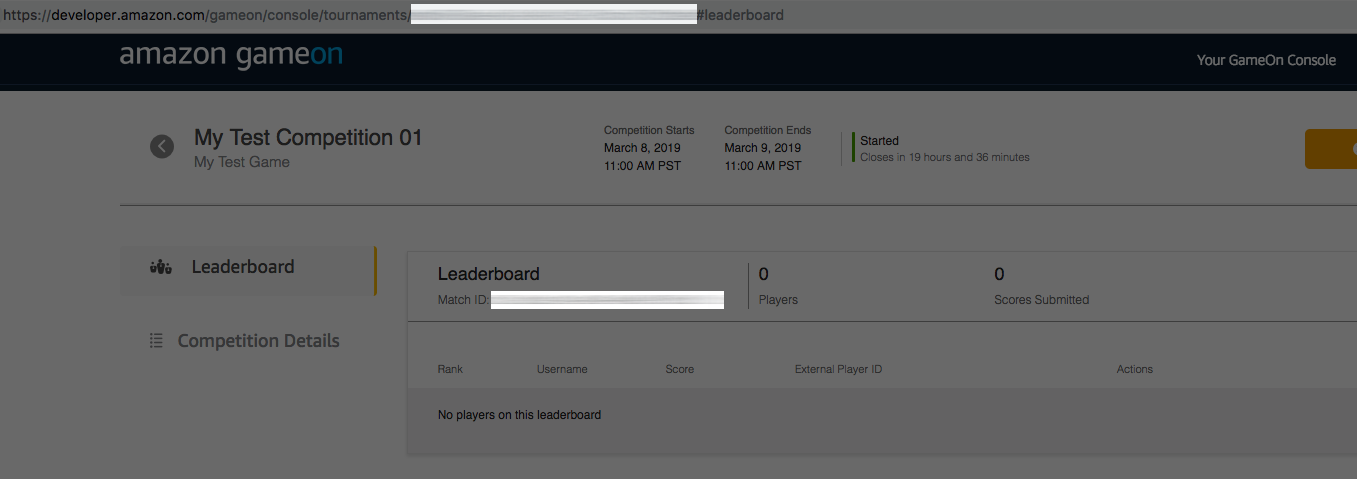 https://developer.amazon.com/gameon/console/tournaments/ #leaderboard
amazon gameon
Your GameOn Console
My Test Competition 01
My Test Game
Competition Starts
March 8, 2019
11:00 AM PST
Competition Ends
March 9, 2019
11:00 AM PST
Started
Closes in 19 hours and 36 minutes
Leaderboard
Competition Details
Leaderboard
Match ID:
0
Players
0
Scores Submitted
Rank Username Score External Player ID Actions
No players on this leaderboard